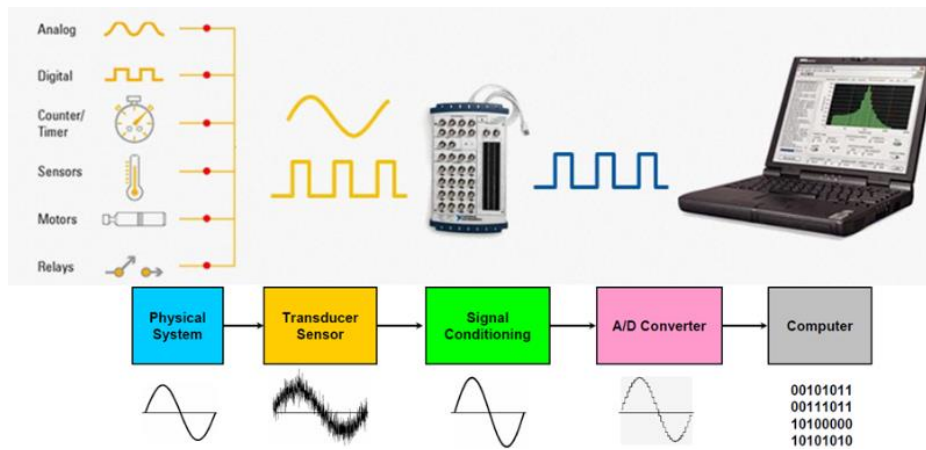 Analog
Digital
Counter/
Timer
Sensors
Motors
Relays
Physical
System
Transducer
Sensor
Signal
Conditioning
A/D Converter
Computer
00101011
00111011
10100000
10101010